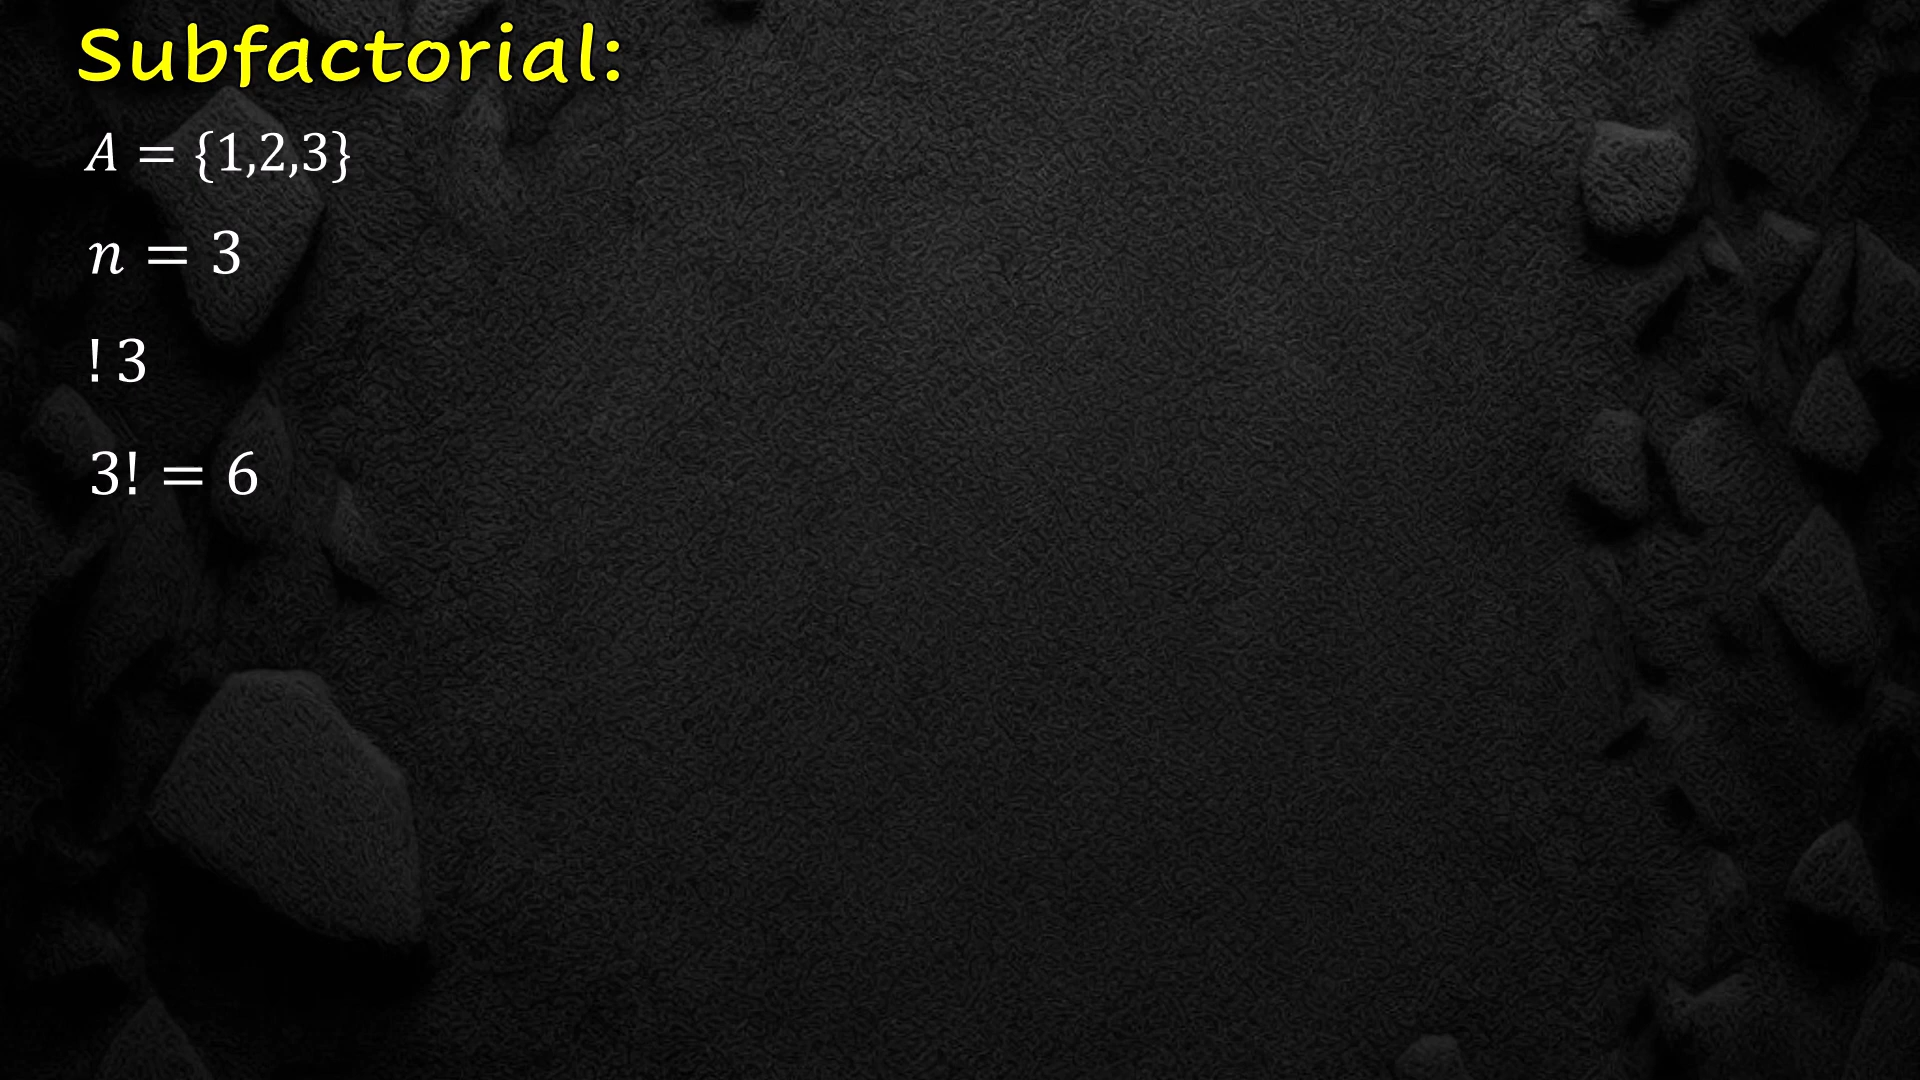 Subfactorial:
A = {1,2,3}
n = 3
! 3
3! = 6